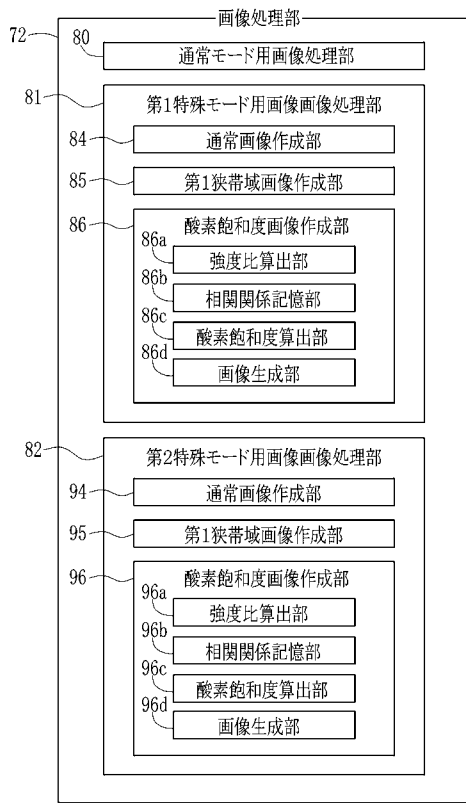 画像処理部
72
80
通常モード用画像処理部
81
第1特殊モード用画像画像処理部
84
通常画像作成部
85
第1狭帯域画像作成部
86
酸素飽和度画像作成部
86a
強度比算出部
86b
相関関係記憶部
86c
酸素飽和度算出部
86d
画像生成部
82
第2特殊モード用画像画像処理部
94
通常画像作成部
95
第1狭帯域画像作成部
96
酸素飽和度画像作成部
96a
強度比算出部
96b
相関関係記憶部
96c
酸素飽和度算出部
96d
画像生成部